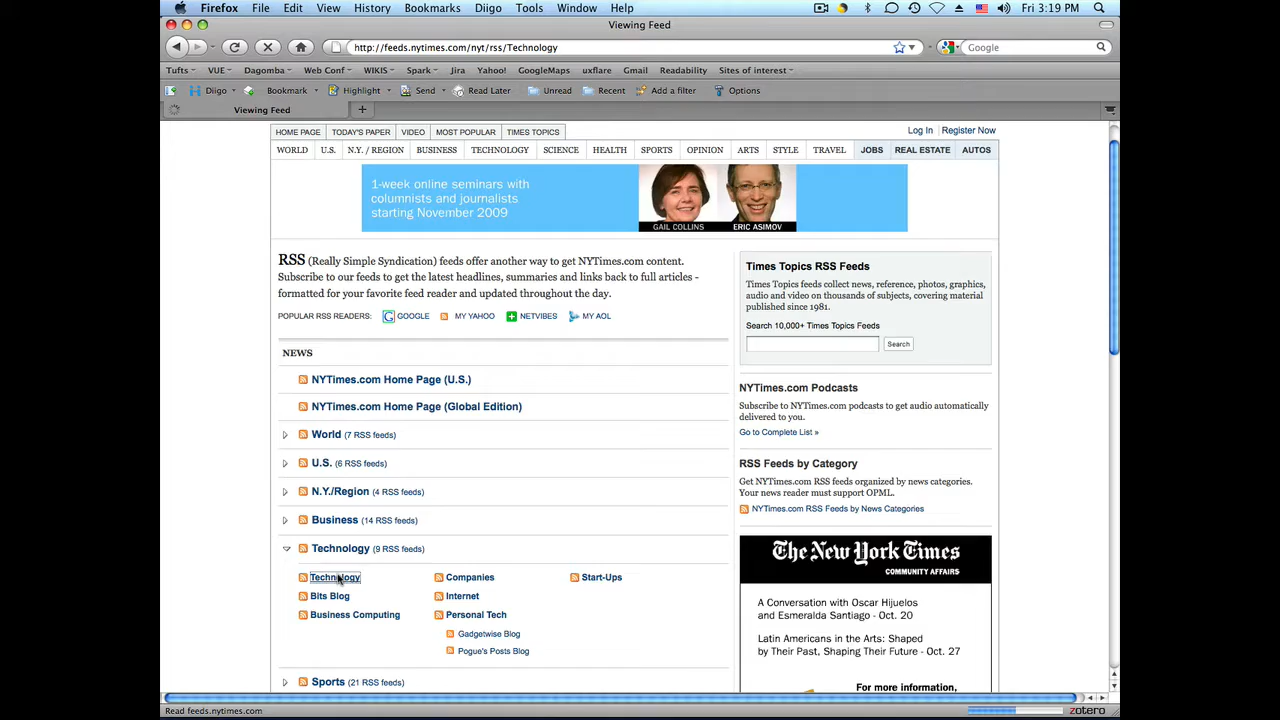 Firefox File Edit View History Bookmarks Diigo Tools Window Help Fri 3:19 PM
Viewing Feed
http://feeds.nytimes.com/nyt/rss/Technology Google
Tufts VUE Dagomba Web Conf WIKIS Spark Jira Yahoo! GoogleMaps uxflare Gmail Readability Sites of interest
Diigo Bookmark Highlight Send Read Later Unread Recent Add a filter Options
Viewing Feed
HOME PAGE TODAY'S PAPER VIDEO MOST POPULAR TIMES TOPICS Log In Register Now
WORLD U.S. N.Y. / REGION BUSINESS TECHNOLOGY SCIENCE HEALTH SPORTS OPINION ARTS STYLE TRAVEL JOBS REAL ESTATE AUTOS
1-week online seminars with
columnists and journalists
starting November 2009
GAIL COLLINS ERIC ASIMOV
RSS (Really Simple Syndication) feeds offer another way to get NYTimes.com content.
Subscribe to our feeds to get the latest headlines, summaries and links back to full articles -
formatted for your favorite feed reader and updated throughout the day.
POPULAR RSS READERS: GOOGLE MY YAHOO NETVIBES MY AOL
NEWS
NYTimes.com Home Page (U.S.)
NYTimes.com Home Page (Global Edition)
World (7 RSS feeds)
U.S. (6 RSS feeds)
N.Y./Region (4 RSS feeds)
Business (14 RSS feeds)
Technology (9 RSS feeds)
Technology Companies Start-Ups
Bits Blog Internet
Business Computing Personal Tech
Gadgetwise Blog
Pogue's Posts Blog
Sports (21 RSS feeds)
Times Topics RSS Feeds
Times Topics feeds collect news, reference, photos, graphics,
audio and video on thousands of subjects, covering material
published since 1981.
Search 10,000+ Times Topics Feeds
Search
NYTimes.com Podcasts
Subscribe to NYTimes.com podcasts to get audio automatically
delivered to you.
Go to Complete List »
RSS Feeds by Category
Get NYTimes.com RSS feeds organized by news categories.
Your news reader must support OPML.
NYTimes.com RSS Feeds by News Categories
The New York Times
COMMUNITY AFFAIRS
A Conversation with Oscar Hijuelos
and Esmeralda Santiago - Oct. 20
Latin Americans in the Arts: Shaped
by Their Past, Shaping Their Future - Oct. 27
For more information,
Read feeds.nytimes.com zotero